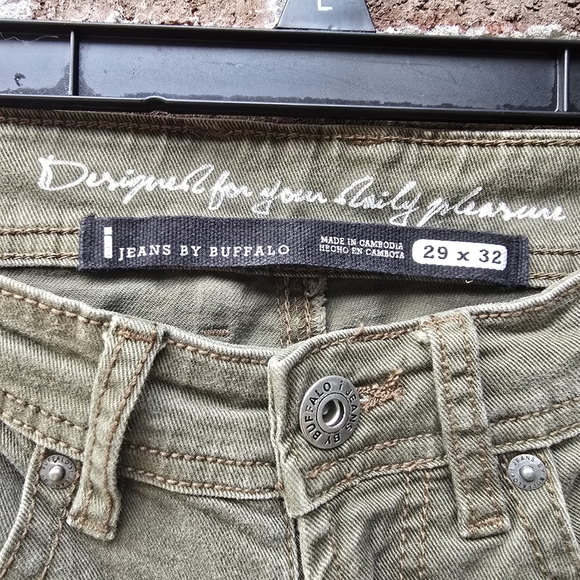 L
Designed for your daily pleasure
i JEANS BY BUFFALO
MADE IN CAMBODIA
HECHO EN CAMBOYA
29 x 32
BUFFALO i JEANS BY